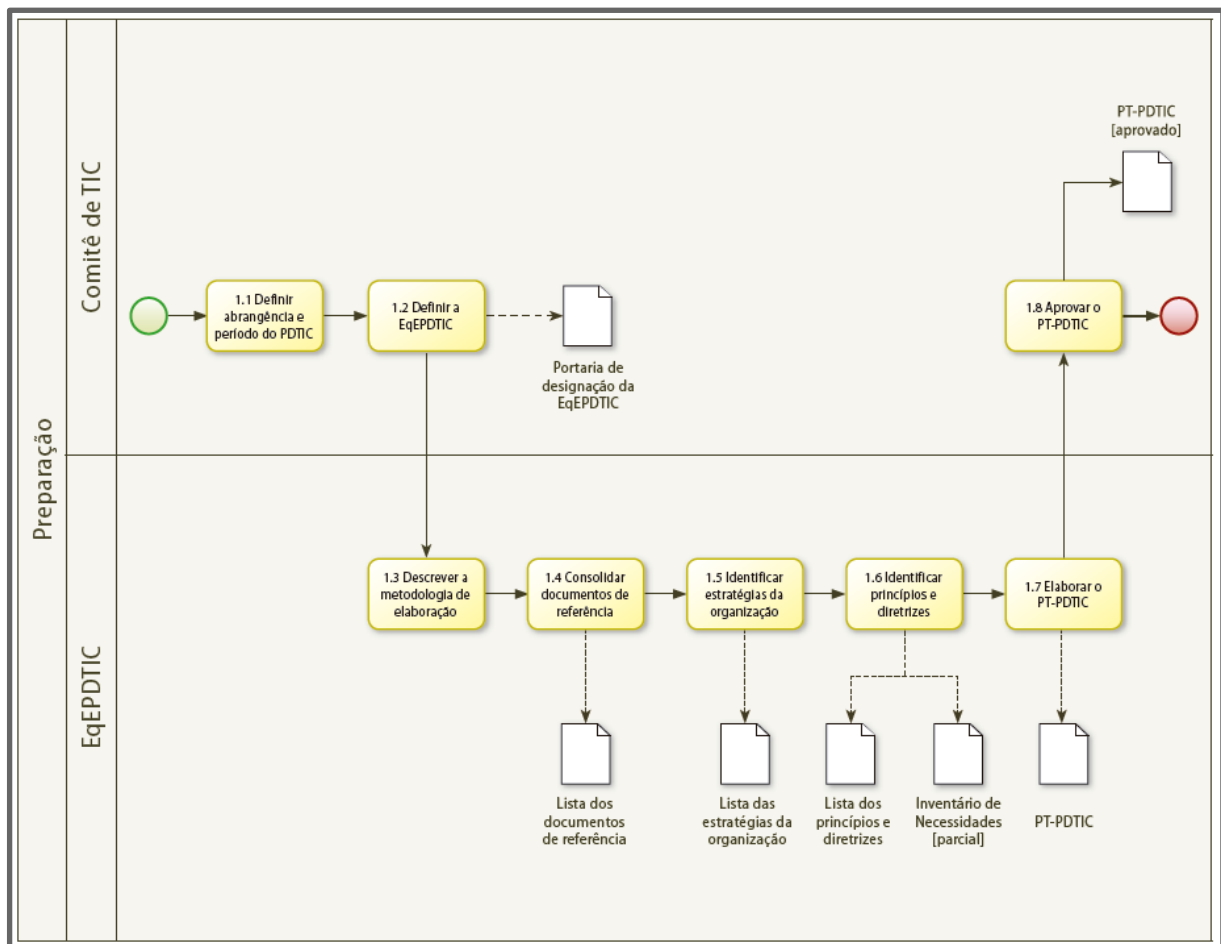 Preparação
Comitê de TIC
PT-PDTIC
[aprovado]
1.1 Definir
abrangência e
período do PDTIC
1.2 Definir a
EqEPDTIC
Portaria de
designação da
EqEPDTIC
1.8 Aprovar o
PT-PDTIC
EqEPDTIC
1.3 Descrever a
metodologia de
elaboração
1.4 Consolidar
documentos de
referência
1.5 Identificar
estratégias da
organização
1.6 Identificar
princípios e
diretrizes
1.7 Elaborar o
PT-PDTIC
Lista dos
documentos
de referência
Lista das
estratégias da
organização
Lista dos
princípios e
diretrizes
Inventário de
Necessidades
[parcial]
PT-PDTIC